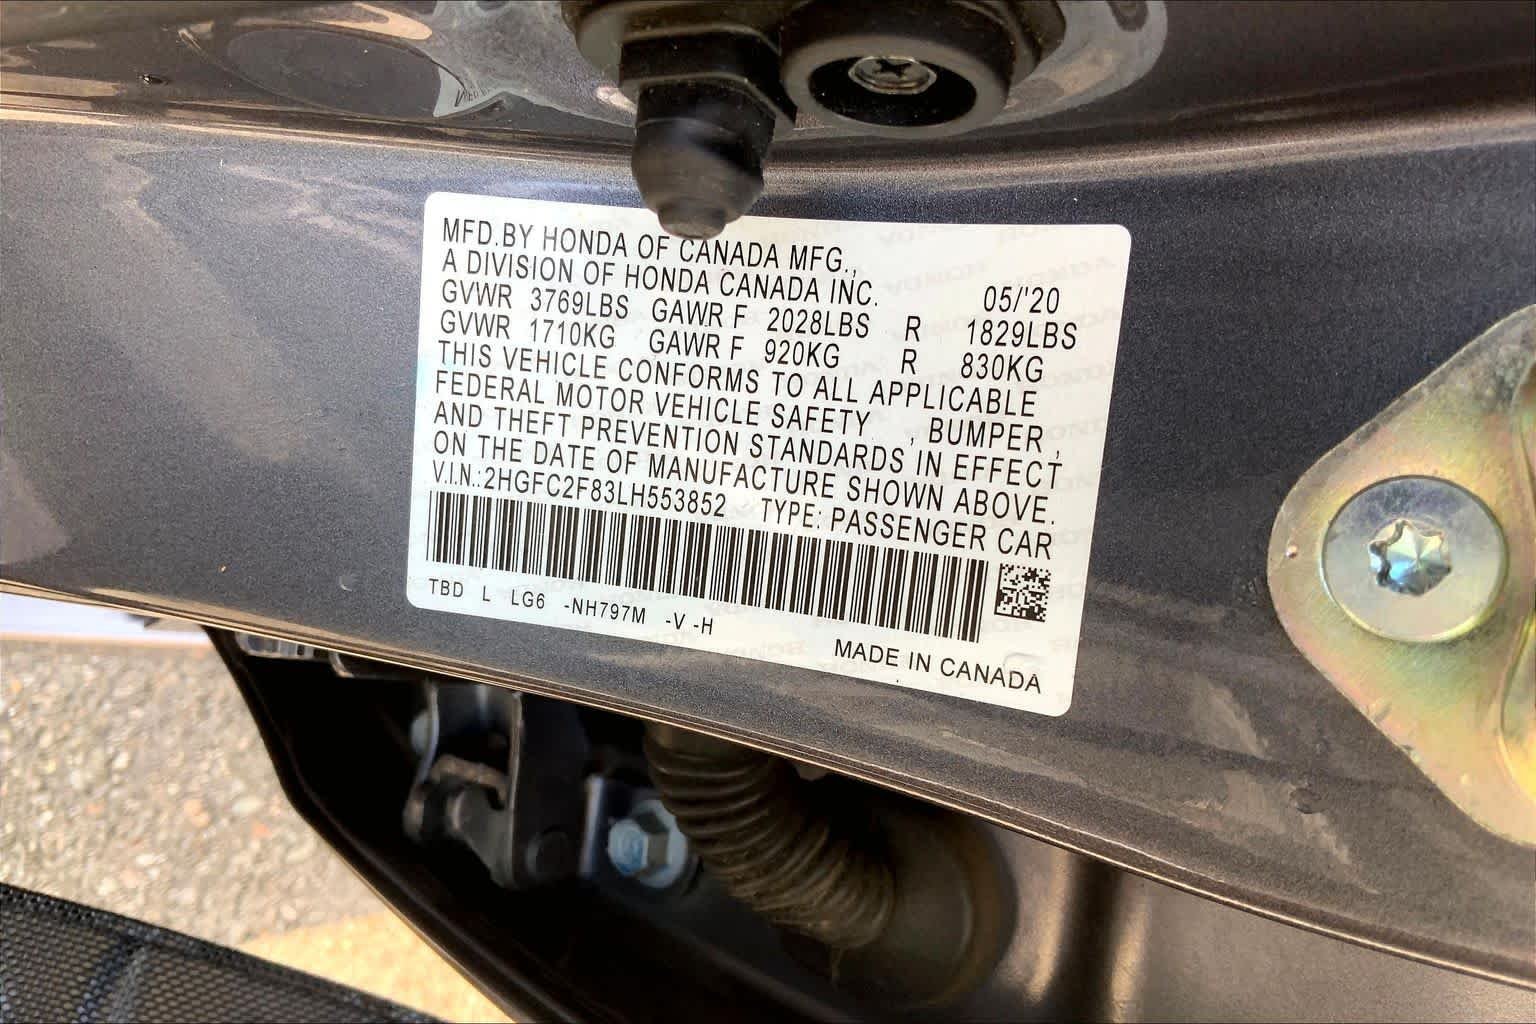 MFD.BY HONDA OF CANADA MFG.,
A DIVISION OF HONDA CANADA INC. 05/'20
GVWR 3769LBS GAWR F 2028LBS R 1829LBS
GVWR 1710KG GAWR F 920KG R 830KG
THIS VEHICLE CONFORMS TO ALL APPLICABLE
FEDERAL MOTOR VEHICLE SAFETY , BUMPER ,
AND THEFT PREVENTION STANDARDS IN EFFECT
ON THE DATE OF MANUFACTURE SHOWN ABOVE.
V.I.N.:2HGFC2F83LH553852 TYPE: PASSENGER CAR
TBD L LG6 -NH797M -V -H
MADE IN CANADA